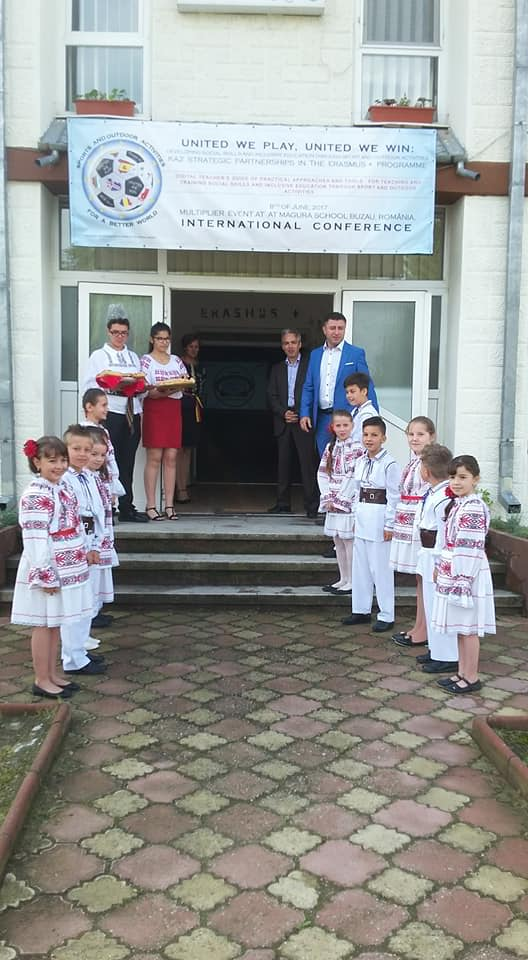 SPORTS AND OUTDOOR ACTIVITIES
FOR A BETTER WORLD
UNITED WE PLAY, UNITED WE WIN:
DEVELOPING SOCIAL SKILLS AND INCLUSIVE EDUCATION THROUGH SPORT AND OUTDOOR ACTIVITIES
KA2 STRATEGIC PARTNERSHIPS IN THE ERASMUS + PROGRAMME
DIGITAL TEACHER'S GUIDE OF PRACTICAL APPROACHES AND TOOLS FOR TEACHING AND
TRAINING SOCIAL SKILLS AND INCLUSIVE EDUCATION THROUGH SPORT AND OUTDOOR
ACTIVITIES
8TH OF JUNE, 2017
MULTIPLIER EVENT AT MAGURA SCHOOL BUZAU, ROMÂNIA
INTERNATIONAL CONFERENCE
ERASMUS +